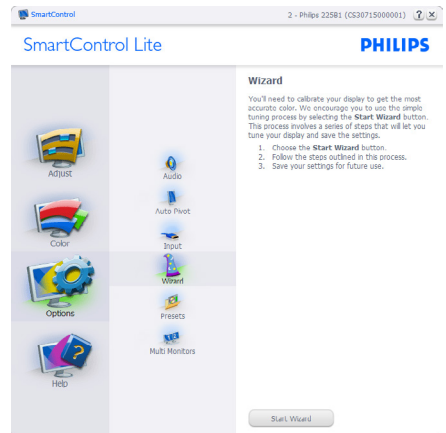 SmartControl
2 - Philips 225B1 (CS30715000001)
? X
SmartControl Lite
PHILIPS
Adjust
Color
Options
Help
Audio
Auto Pivot
Input
Wizard
Presets
Multi Monitors
Wizard
You'll need to calibrate your display to get the most
accurate color. We encourage you to use the simple
tuning process by selecting the Start Wizard button.
This process involves a series of steps that will let you
tune your display and save the settings.
1. Choose the Start Wizard button.
2. Follow the steps outlined in this process.
3. Save your settings for future use.
Start Wizard